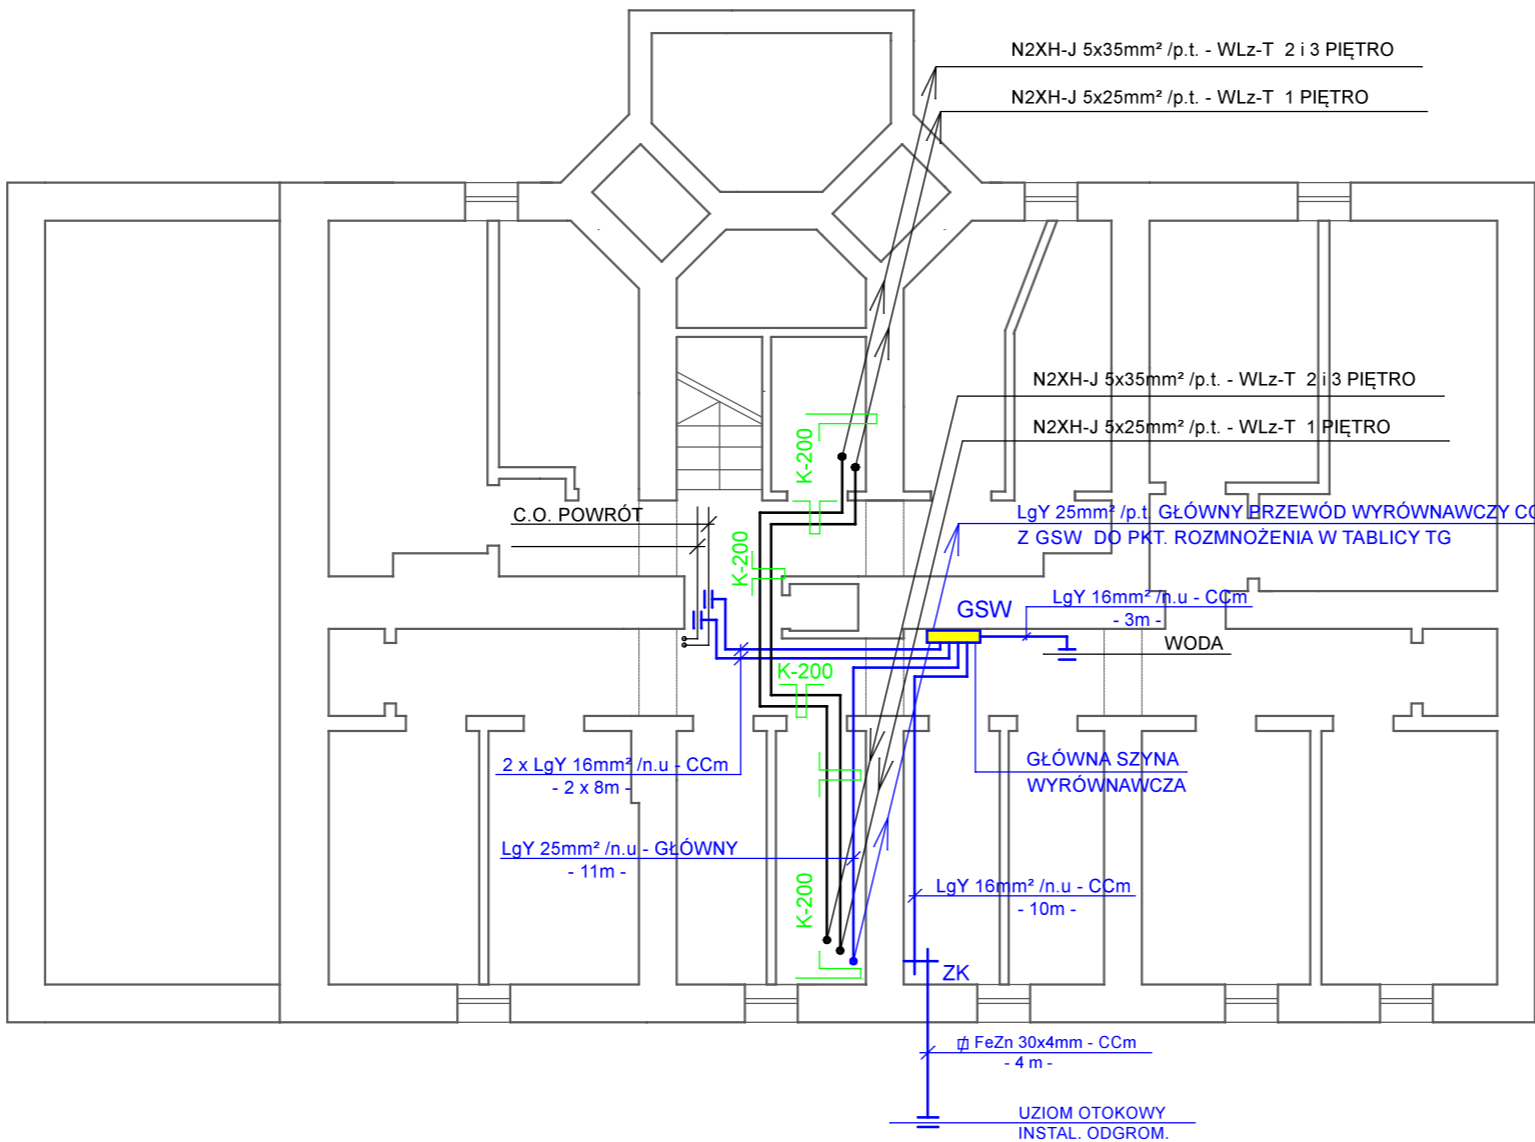 N2XH-J 5x35mm² /p.t. - WLz-T 2 i 3 PIĘTRO
N2XH-J 5x25mm² /p.t. - WLz-T 1 PIĘTRO
N2XH-J 5x35mm² /p.t. - WLz-T 2 i 3 PIĘTRO
N2XH-J 5x25mm² /p.t. - WLz-T 1 PIĘTRO
K-200
C.O. POWRÓT
LgY 25mm² /p.t. GŁÓWNY PRZEWÓD WYRÓWNAWCZY CC
Z GSW DO PKT. ROZMNOŻENIA W TABLICY TG
K-200
GSW
LgY 16mm² /n.u - CCm
- 3m -
WODA
K-200
2 x LgY 16mm² /n.u - CCm
- 2 x 8m -
GŁÓWNA SZYNA
WYRÓWNAWCZA
LgY 25mm² /n.u - GŁÓWNY
- 11m -
K-200
LgY 16mm² /n.u - CCm
- 10m -
ZK
FeZn 30x4mm - CCm
- 4 m -
UZIOM OTOKOWY
INSTAL. ODGROM.